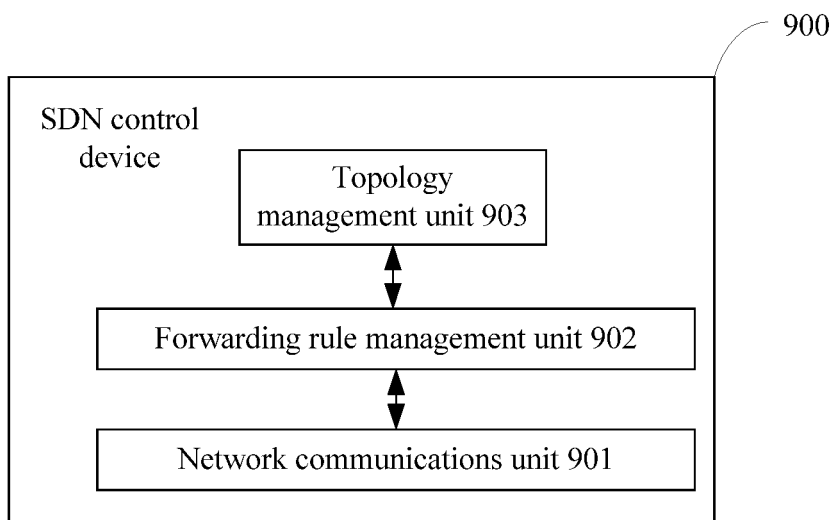 900
SDN control
device
Topology
management unit 903
Forwarding rule management unit 902
Network communications unit 901